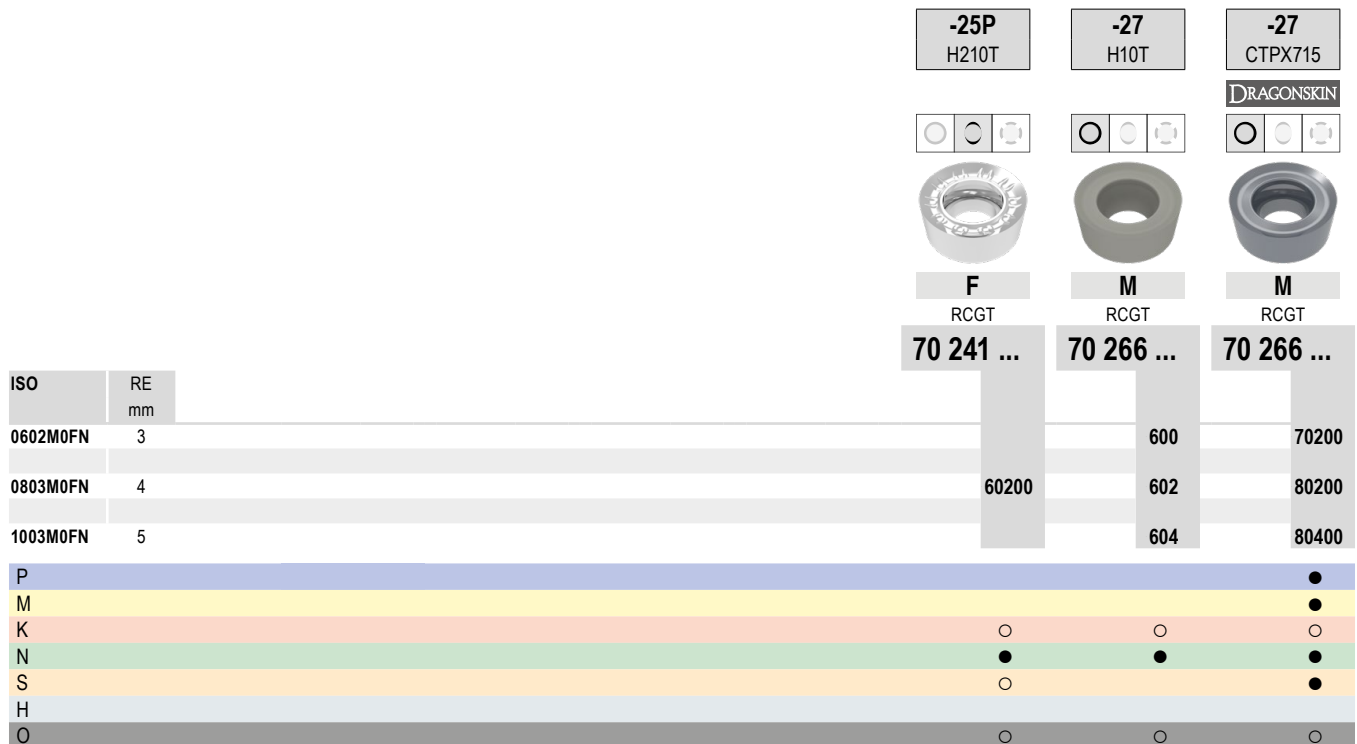 -25P -27 -27
H210T H10T CTPX715
DRAGONSKIN
F M M
RCGT RCGT RCGT
70 241 ... 70 266 ... 70 266 ...
ISO RE
mm
0602M0FN 3 600 70200
0803M0FN 4 60200 602 80200
1003M0FN 5 604 80400
P ●
M ●
K ○ ○ ○
N ● ● ●
S ○ ●
H
O ○ ○ ○